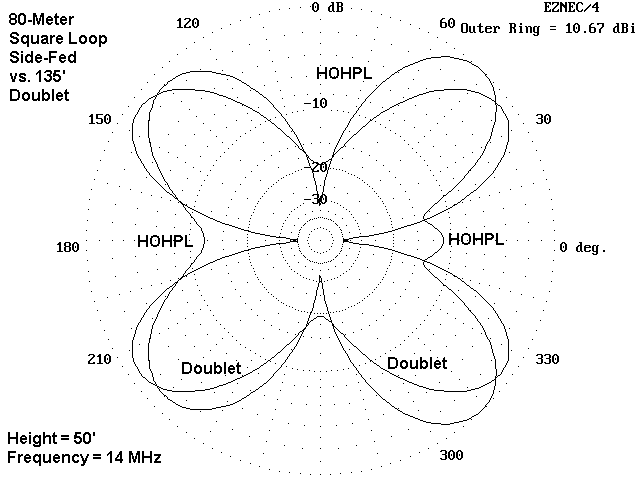 0 dB
EZNEC/4
80-Meter
Square Loop
Side-Fed
vs. 135'
Doublet
120
60
Outer Ring = 10.67 dBi
HOHPL
-10
150
30
-20
-30
180
HOHPL
HOHPL
0 deg.
210
Doublet
Doublet
330
Height = 50'
Frequency = 14 MHz
300